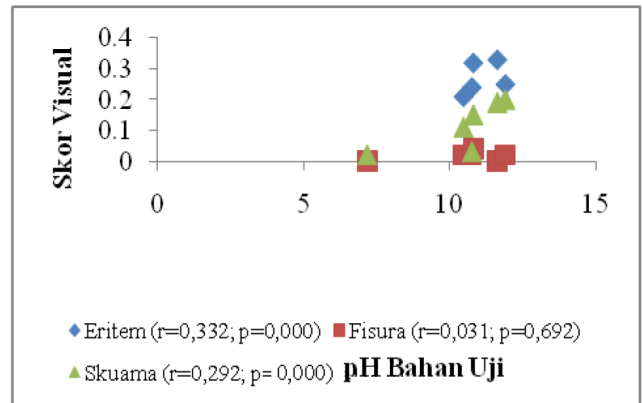 Skor Visual
0.4
0.3
0.2
0.1
0
0 5 10 15
Eritem (r=0,332; p=0,000) Fisura (r=0,031; p=0,692)
Skuama (r=0,292; p= 0,000) pH Bahan Uji